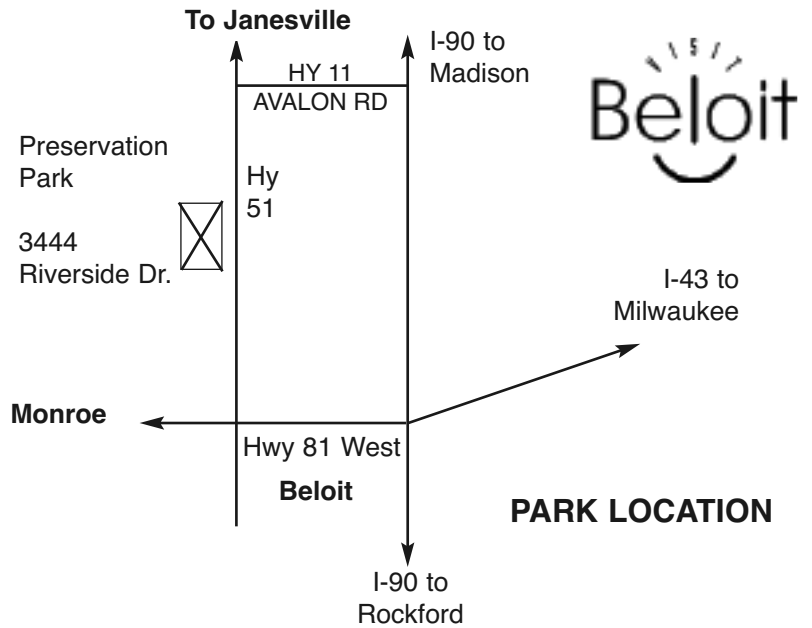 To Janesville
I-90 to
Madison
HY 11
AVALON RD
VISIT
Beloit
Preservation
Park
Hy
51
3444
Riverside Dr.
I-43 to
Milwaukee
Monroe
Hwy 81 West
Beloit
PARK LOCATION
I-90 to
Rockford